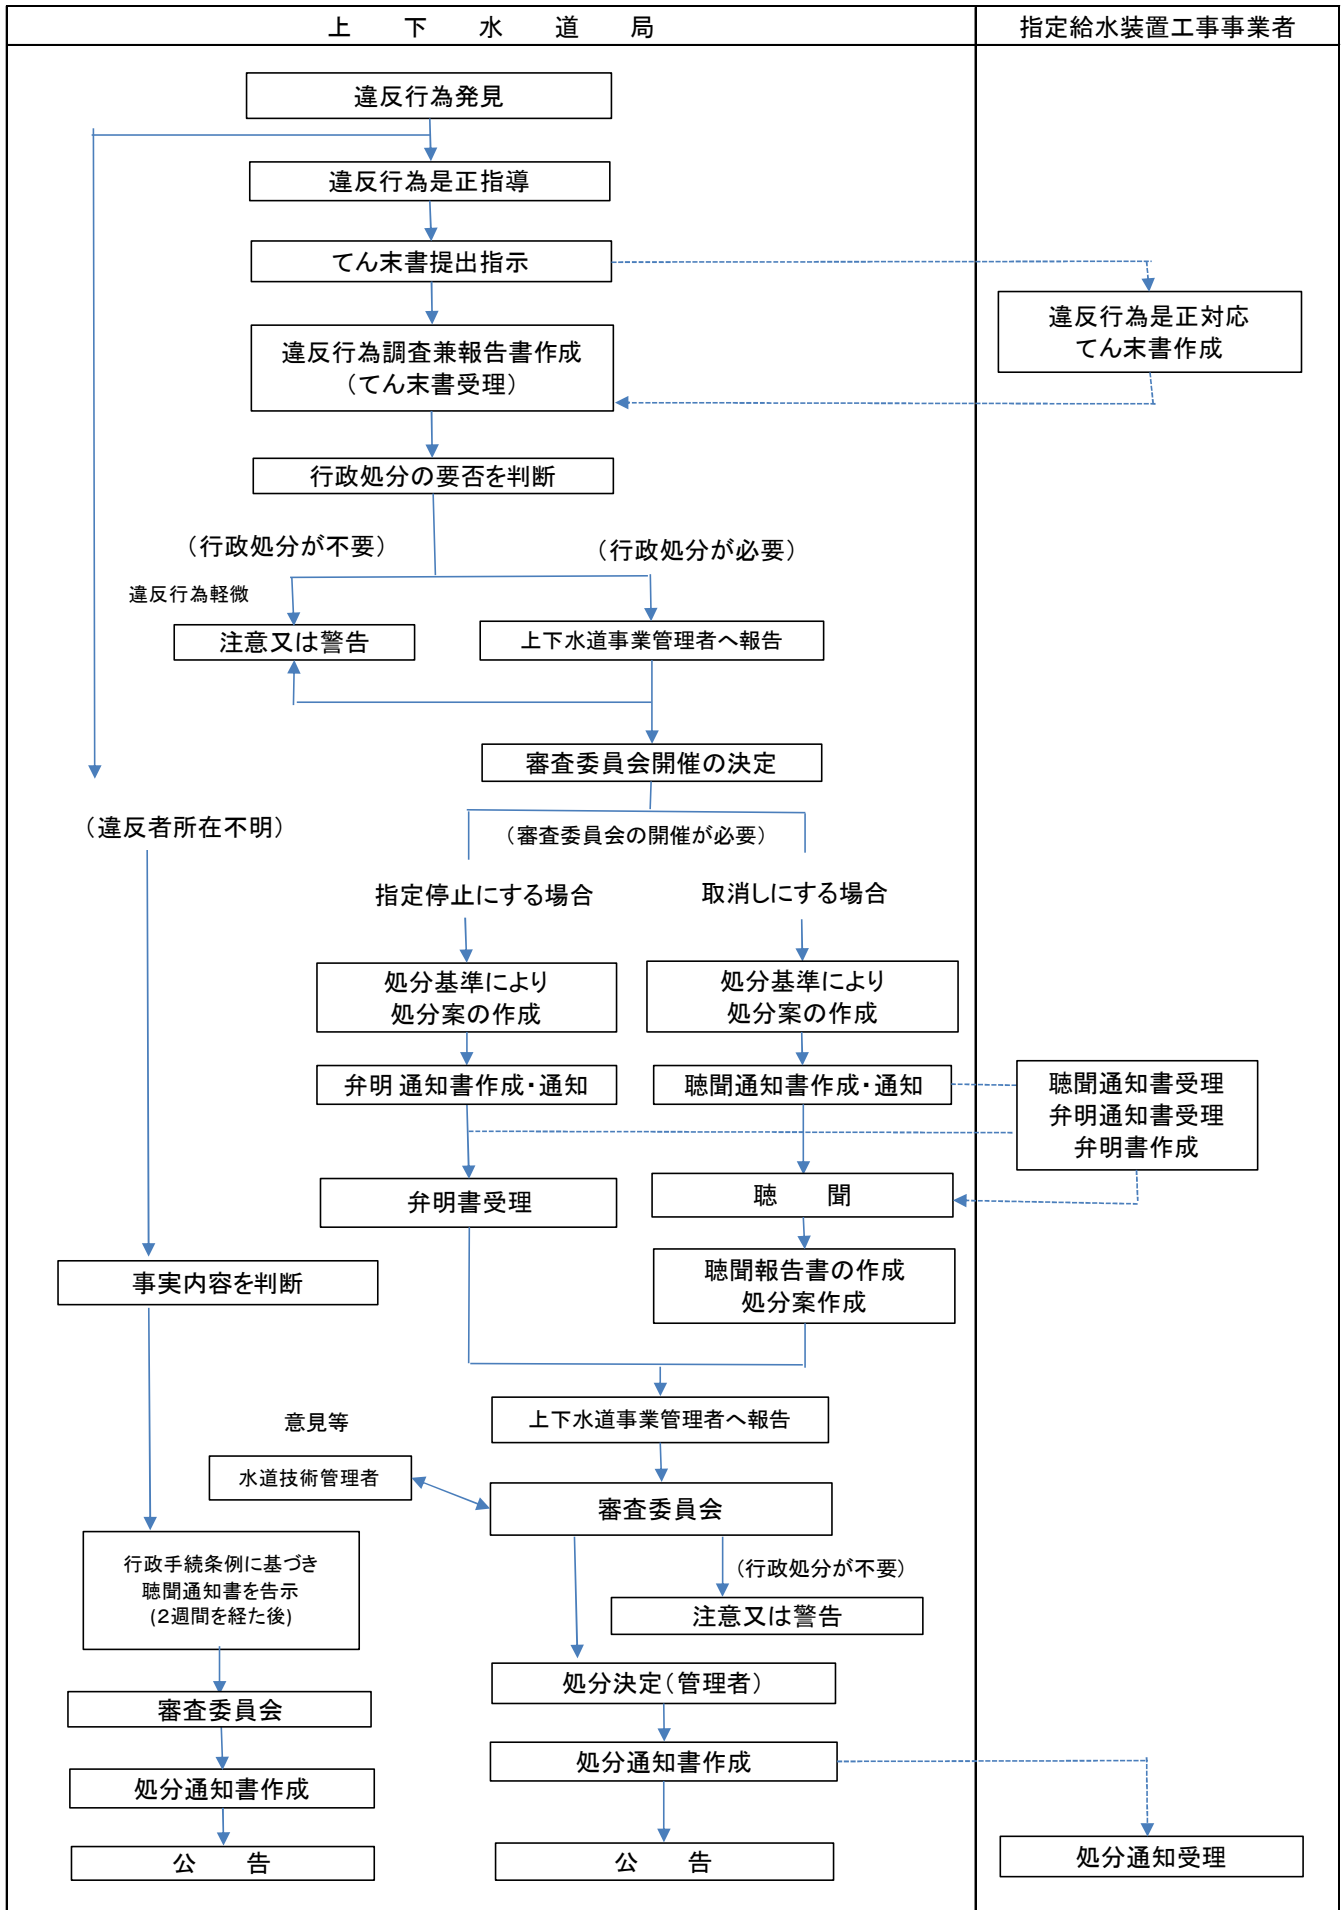 上　下　水　道　局
指定給水装置工事事業者
違反行為発見
違反行為是正指導
てん末書提出指示
違反行為是正対応
てん末書作成
違反行為調査兼報告書作成
（てん末書受理）
行政処分の要否を判断
（行政処分が不要）
（行政処分が必要）
違反行為軽微
注意又は警告
上下水道事業管理者へ報告
審査委員会開催の決定
（違反者所在不明）
（審査委員会の開催が必要）
指定停止にする場合
取消しにする場合
処分基準により
処分案の作成
処分基準により
処分案の作成
弁明 通知書作成・通知
聴聞通知書作成・通知
聴聞通知書受理
弁明通知書受理
弁明書作成
弁明書受理
聴　聞
事実内容を判断
聴聞報告書の作成
処分案作成
上下水道事業管理者へ報告
意見等
水道技術管理者
審査委員会
行政手続条例に基づき
聴聞通知書を告示
(2週間を経た後)
（行政処分が不要）
注意又は警告
処分決定（管理者）
審査委員会
処分通知書作成
処分通知書作成
公　告
公　告
処分通知受理